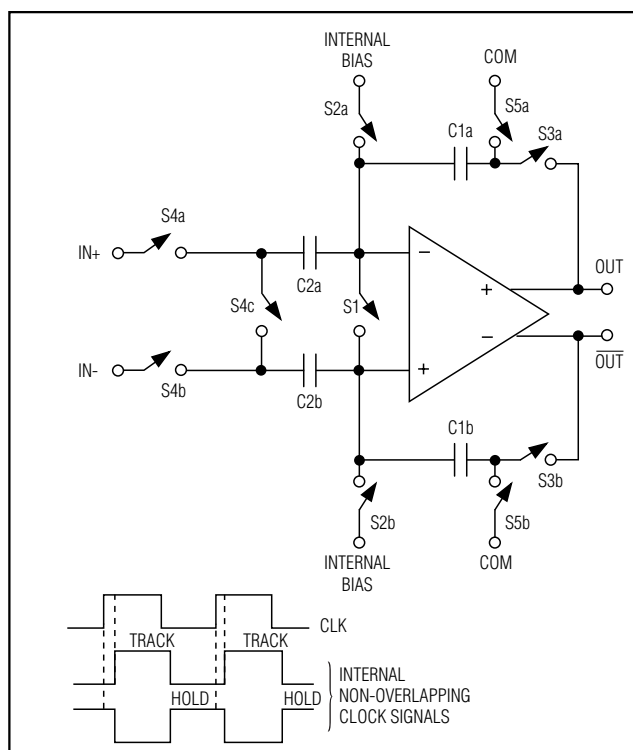 INTERNAL
BIAS
COM
S2a
S5a
C1a
S3a
S4a
IN+
C2a
−
+
OUT
S4c
S1
−
OUT
IN-
S4b
C2b
+
C1b
S3b
S2b
S5b
INTERNAL
BIAS
COM
CLK
TRACK
TRACK
HOLD
HOLD
INTERNAL
NON-OVERLAPPING
CLOCK SIGNALS